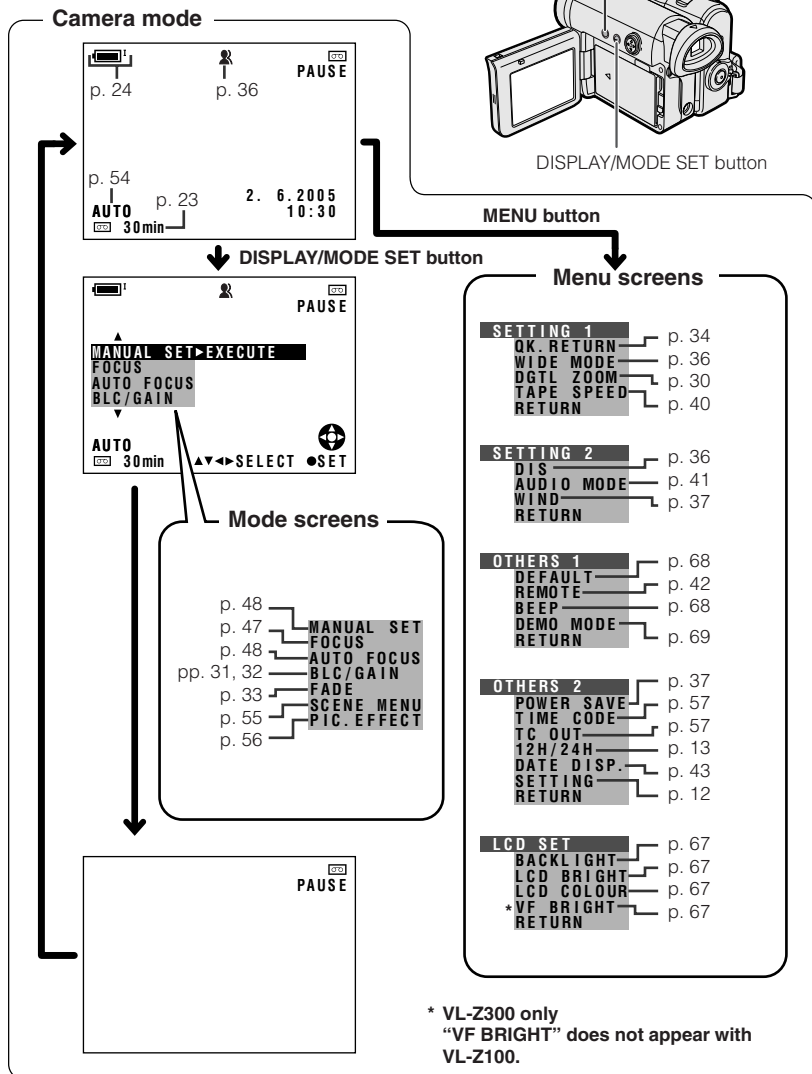 Camera mode
PAUSE
p. 24
p. 36
p. 54
p. 23
AUTO
30min
2. 6.2005
10:30
DISPLAY/MODE SET button
MENU button
DISPLAY/MODE SET button
PAUSE
MANUAL SET►EXECUTE
FOCUS
AUTO FOCUS
BLC/GAIN
AUTO
30min
▲▼◄►SELECT ●SET
Mode screens
p. 48 MANUAL SET
p. 47 FOCUS
p. 48 AUTO FOCUS
pp. 31, 32 BLC/GAIN
p. 33 FADE
p. 55 SCENE MENU
p. 56 PIC.EFFECT
PAUSE
Menu screens
SETTING 1
QK.RETURN p. 34
WIDE MODE p. 36
DGTL ZOOM p. 30
TAPE SPEED p. 40
RETURN
SETTING 2
DIS p. 36
AUDIO MODE p. 41
WIND p. 37
RETURN
OTHERS 1
DEFAULT p. 68
REMOTE p. 42
BEEP p. 68
DEMO MODE p. 69
RETURN
OTHERS 2
POWER SAVE p. 37
TIME CODE p. 57
TC OUT p. 57
12H/24H p. 13
DATE DISP. p. 43
SETTING p. 12
RETURN
LCD SET
BACKLIGHT p. 67
LCD BRIGHT p. 67
LCD COLOUR p. 67
*VF BRIGHT p. 67
RETURN
* VL-Z300 only
“VF BRIGHT” does not appear with
VL-Z100.